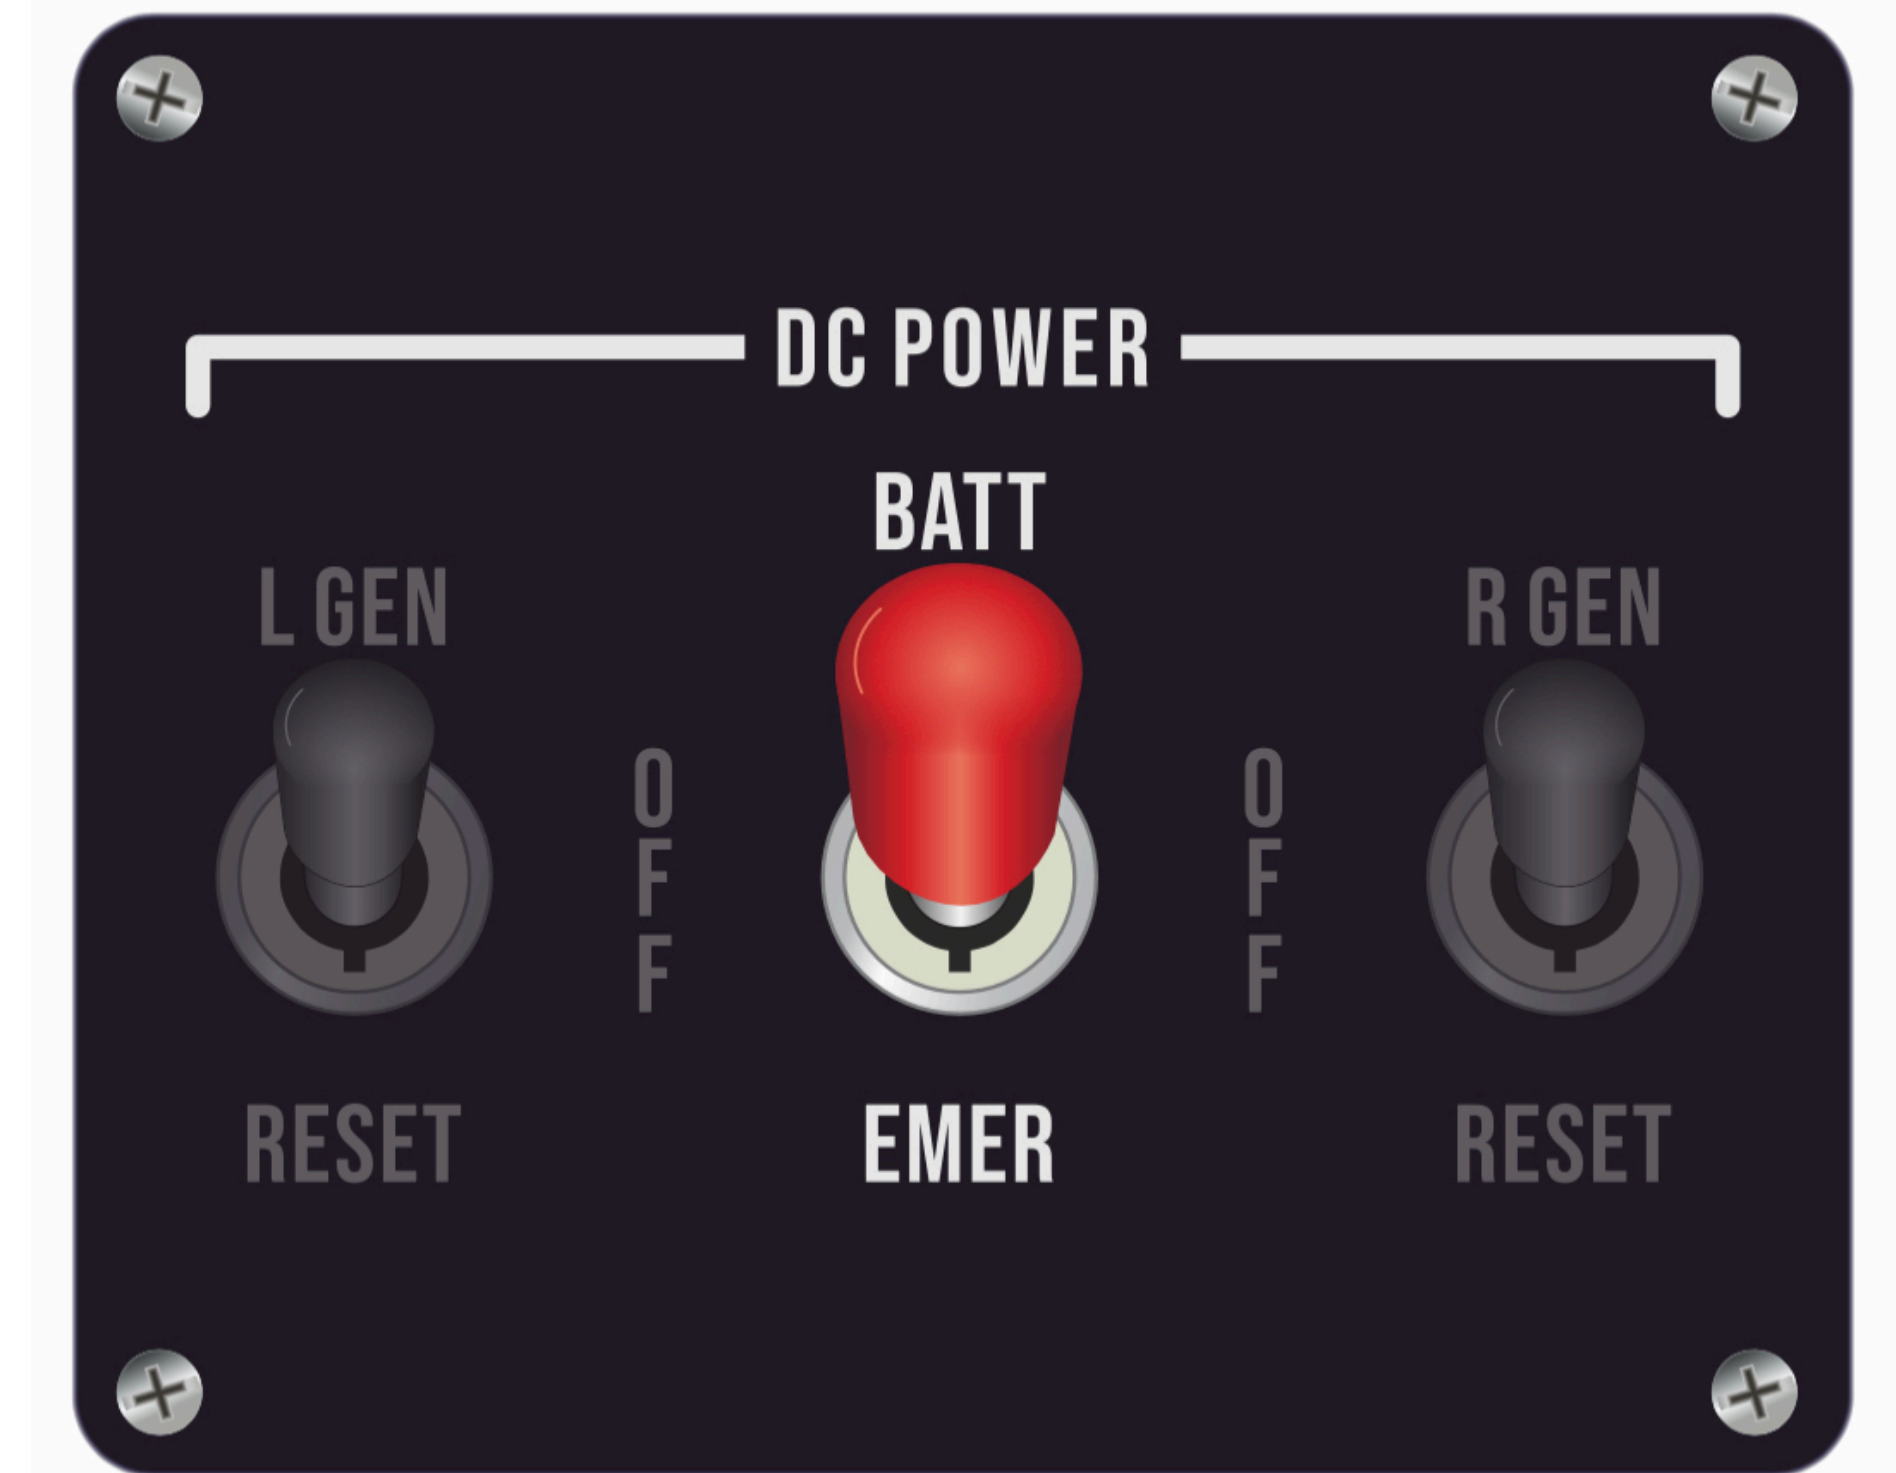 DC POWER
BATT
L GEN
R GEN
OFF
OFF
RESET
EMER
RESET